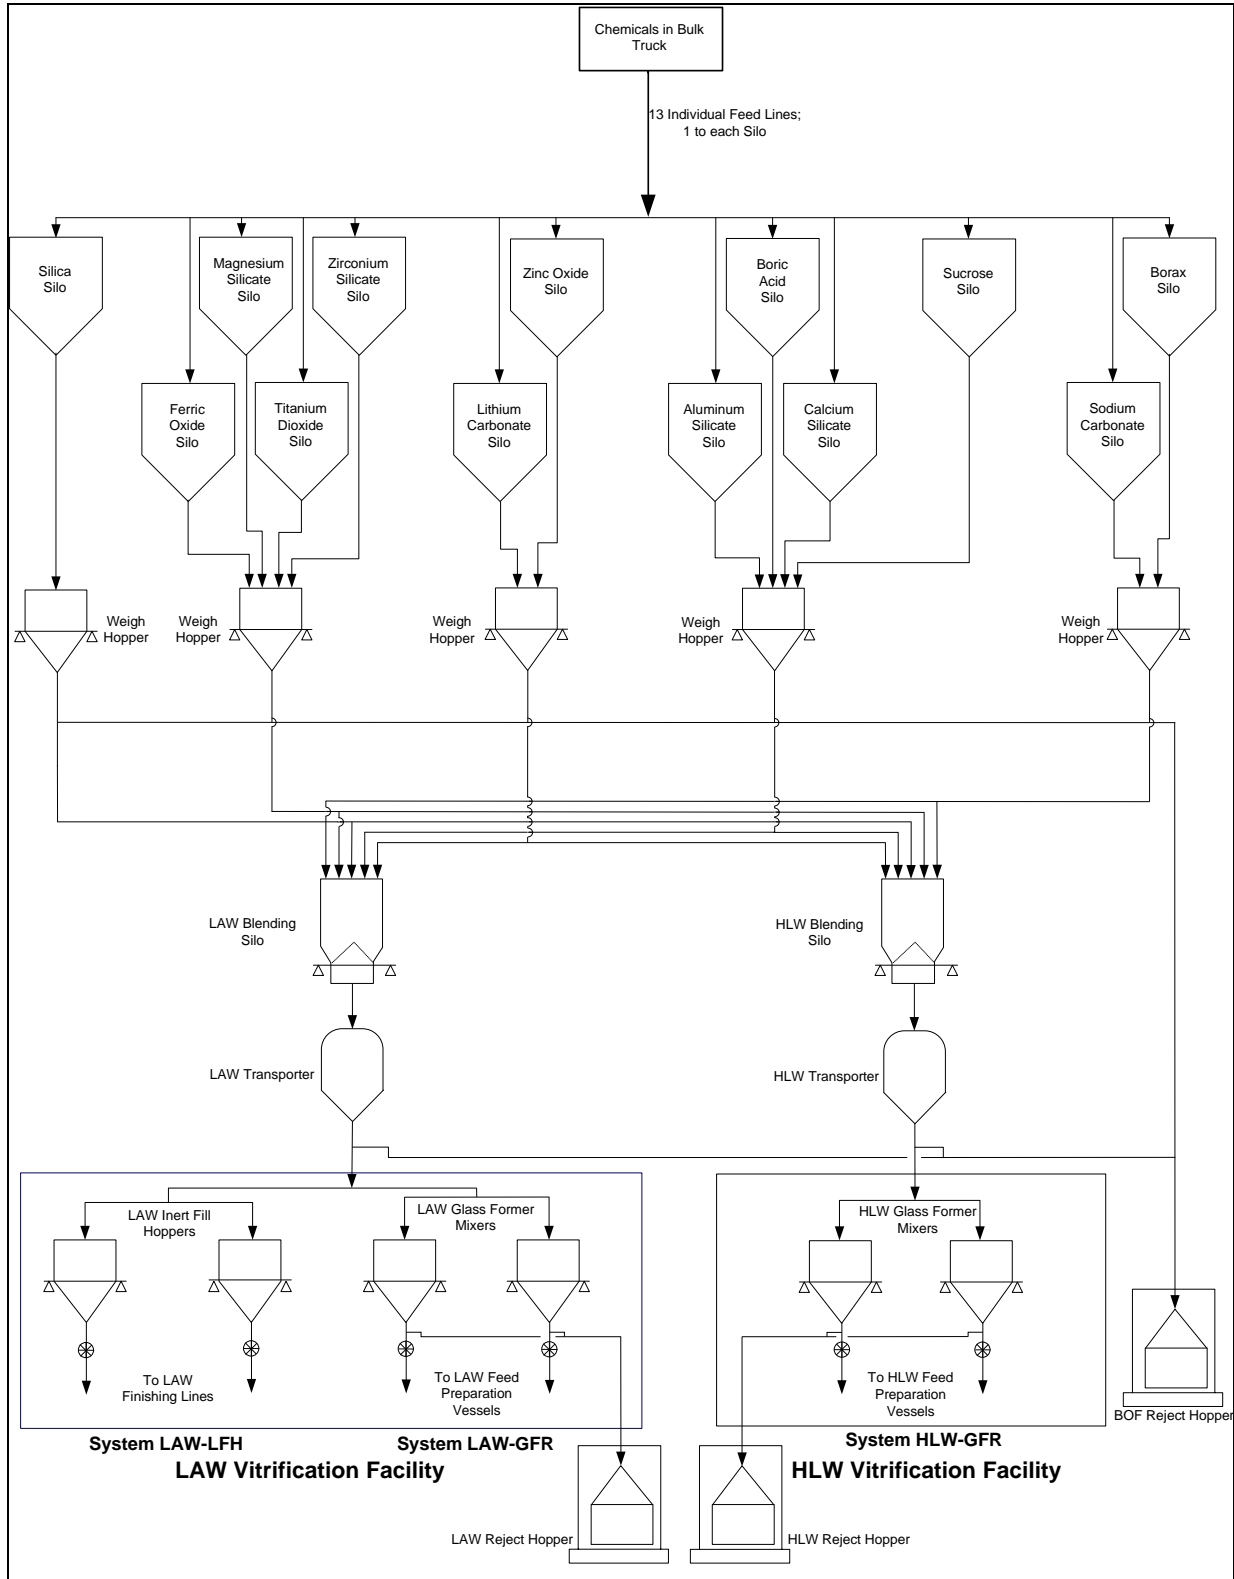 Chemicals in Bulk
Truck
13 Individual Feed Lines;
1 to each Silo
Silica
Silo
Magnesium
Silicate
Silo
Zirconium
Silicate
Silo
Zinc Oxide
Silo
Boric
Acid
Silo
Sucrose
Silo
Borax
Silo
Ferric
Oxide
Silo
Titanium
Dioxide
Silo
Lithium
Carbonate
Silo
Aluminum
Silicate
Silo
Calcium
Silicate
Silo
Sodium
Carbonate
Silo
Weigh
Hopper
Weigh
Hopper
Weigh
Hopper
Weigh
Hopper
Weigh
Hopper
LAW Blending
Silo
HLW Blending
Silo
LAW Transporter
HLW Transporter
LAW Inert Fill
Hoppers
LAW Glass Former
Mixers
HLW Glass Former
Mixers
To LAW
Finishing Lines
To LAW Feed
Preparation
Vessels
To HLW Feed
Preparation
Vessels
BOF Reject Hopper
System LAW-LFH
System LAW-GFR
System HLW-GFR
LAW Vitrification Facility
HLW Vitrification Facility
LAW Reject Hopper
HLW Reject Hopper